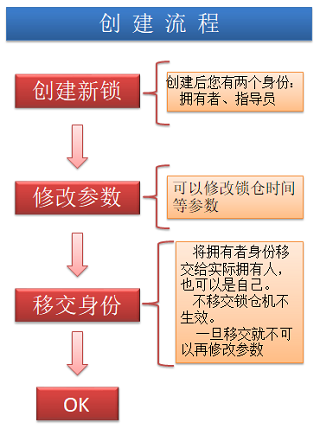 创建流程
创建新锁
创建后您有两个身份：
拥有者、指导员
修改参数
可以修改锁仓时间
等参数
移交身份
将拥有者身份移
交给实际拥有人，
也可以是自己。
不移交锁仓机不
生效。
一旦移交就不可
以再修改参数
OK